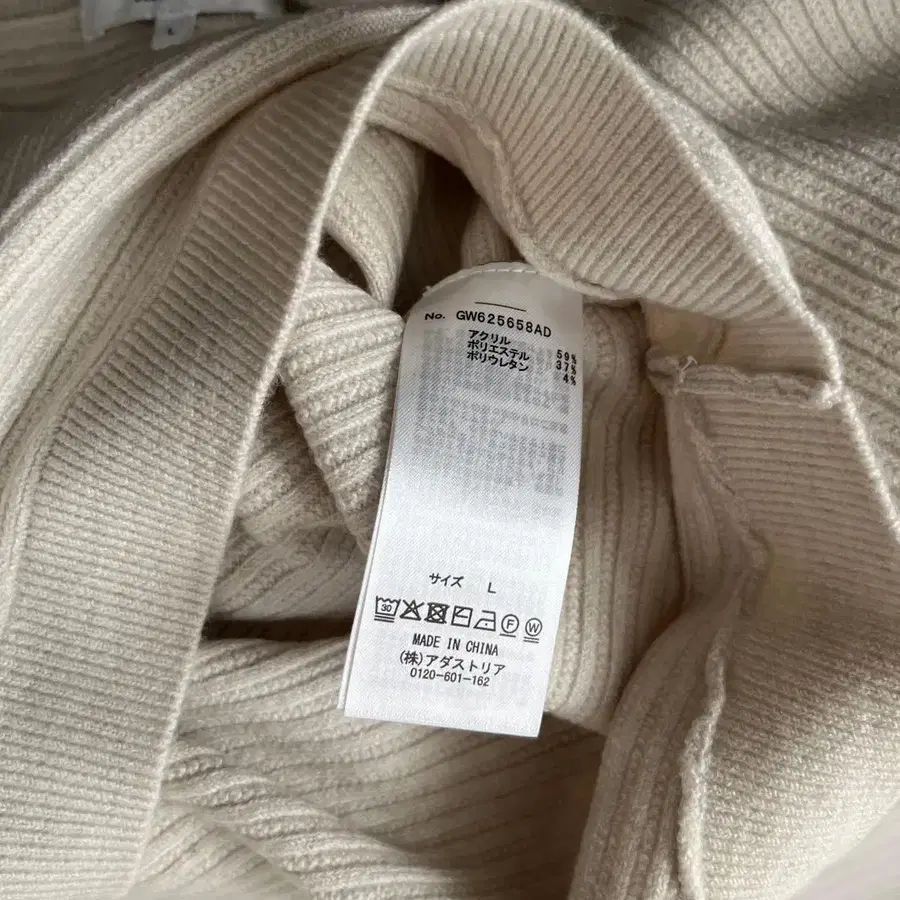 L
No. GW625658AD
アクリル 59%
ポリエステル 37%
ポリウレタン 4%
サイズ L
30 F W
MADE IN CHINA
(株)アダストリア
0120-601-162